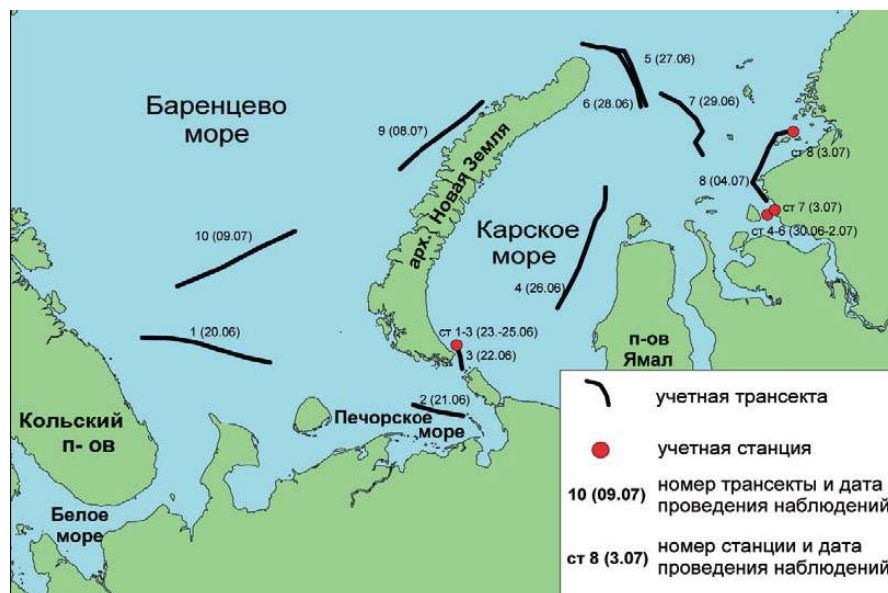 5 (27.06)
6 (28.06)
7 (29.06)
Баренцево
море
9 (08.07)
ст 8 (3.07)
арх. Новая Земля
8 (04.07)
ст 7 (3.07)
ст 4-6 (30.06-2.07)
10 (09.07)
Карское
море
4 (26.06)
1 (20.06)
ст 1-3 (23.-25.06)
3 (22.06)
п-ов
Ямал
2 (21.06)
Печорское
море
Кольский
п- ов
Белое
море
учетная трансекта
учетная станция
10 (09.07) номер трансекты и дата
проведения наблюдений
ст 8 (3.07) номер станции и дата
проведения наблюдений